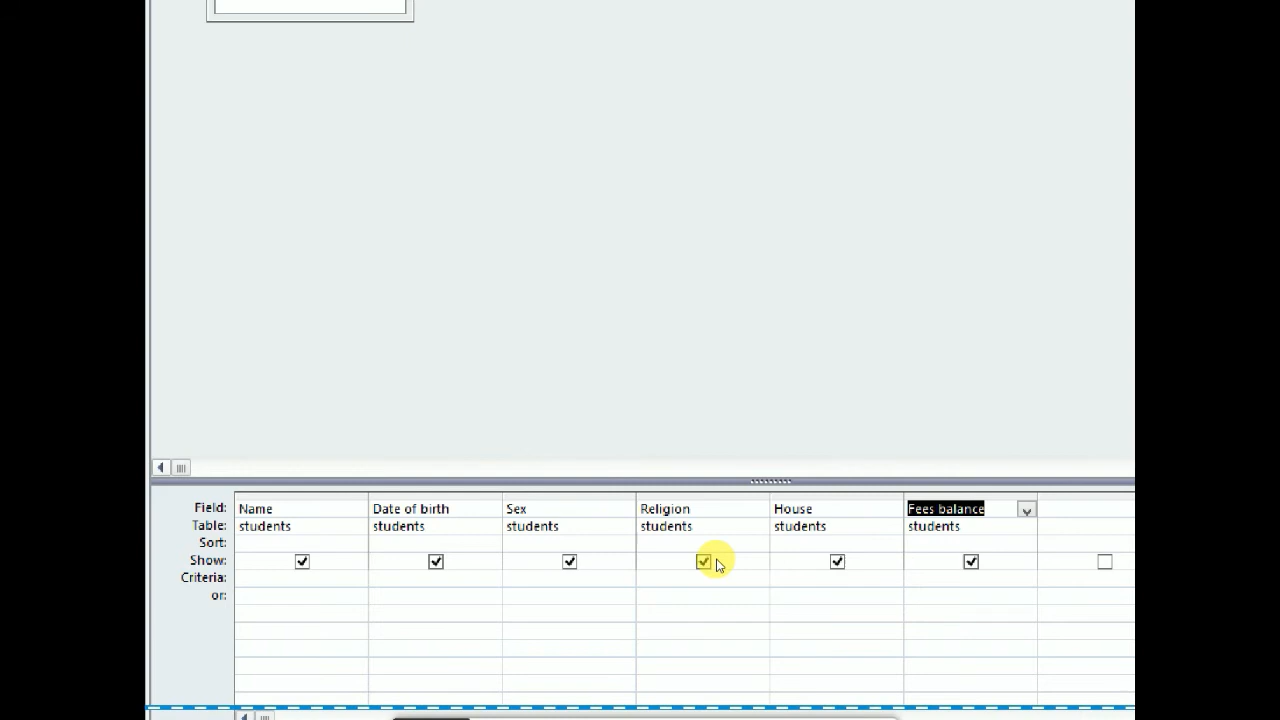 Field: Name Date of birth Sex Religion House Fees balance
Table: students students students students students students
Sort:
Show:
Criteria:
or: